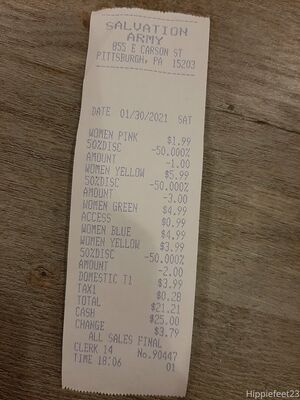 SALVATION
ARMY
855 E CARSON ST
PITTSBURGH, PA 15203
DATE 01/30/2021 SAT
WOMEN PINK $1.99
50%DISC -50.000%
AMOUNT -1.00
WOMEN YELLOW $5.99
50%DISC -50.000%
AMOUNT -3.00
WOMEN GREEN $4.99
ACCESS $0.99
WOMEN BLUE $4.99
WOMEN YELLOW $3.99
50%DISC -50.000%
AMOUNT -2.00
DOMESTIC T1 $3.99
TAX1 $0.28
TOTAL $21.21
CASH $25.00
CHANGE $3.79
ALL SALES FINAL
CLERK 14 No.90447
TIME 18:06 01
Hippiefeet23